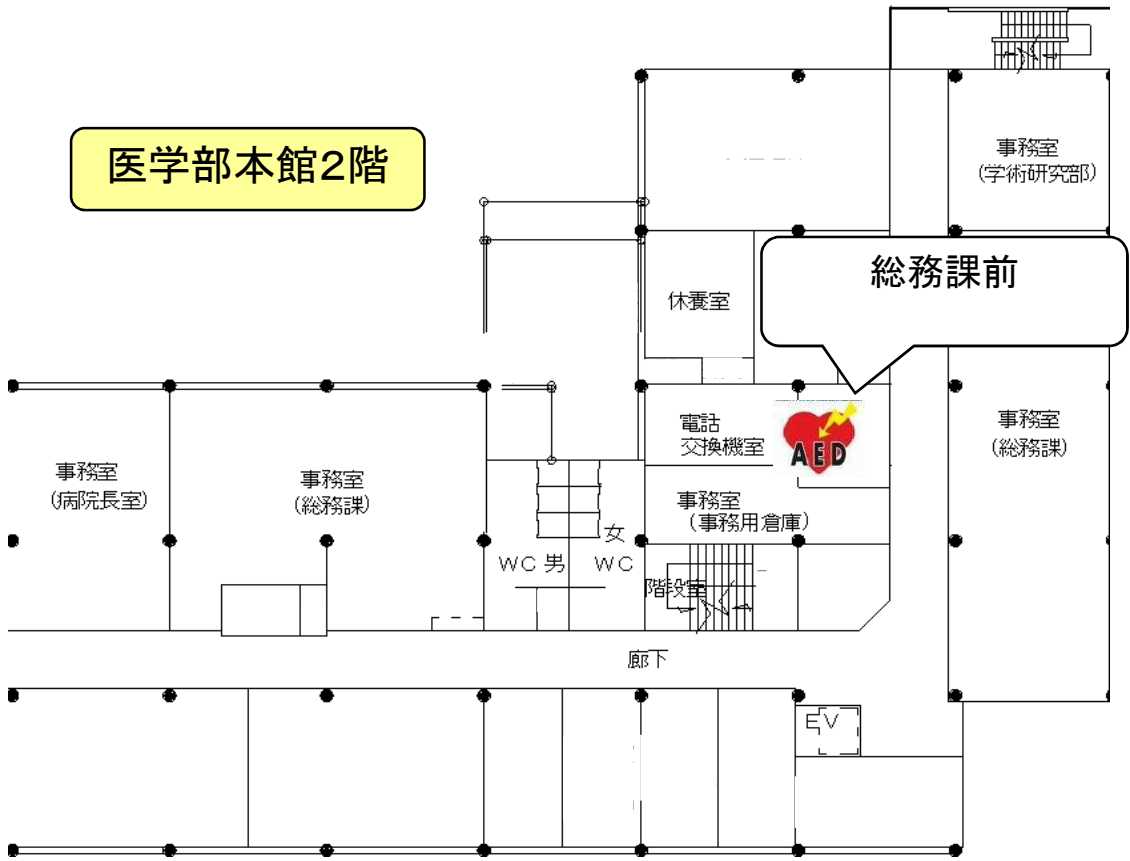 医学部本館2階
事務室
(学術研究部)
総務課前
休養室
電話
交換機室
AED
事務室
(総務課)
事務室
(病院長室)
事務室
(総務課)
事務室
(事務用倉庫)
女
WC 男 WC
階段室
廊下
EV